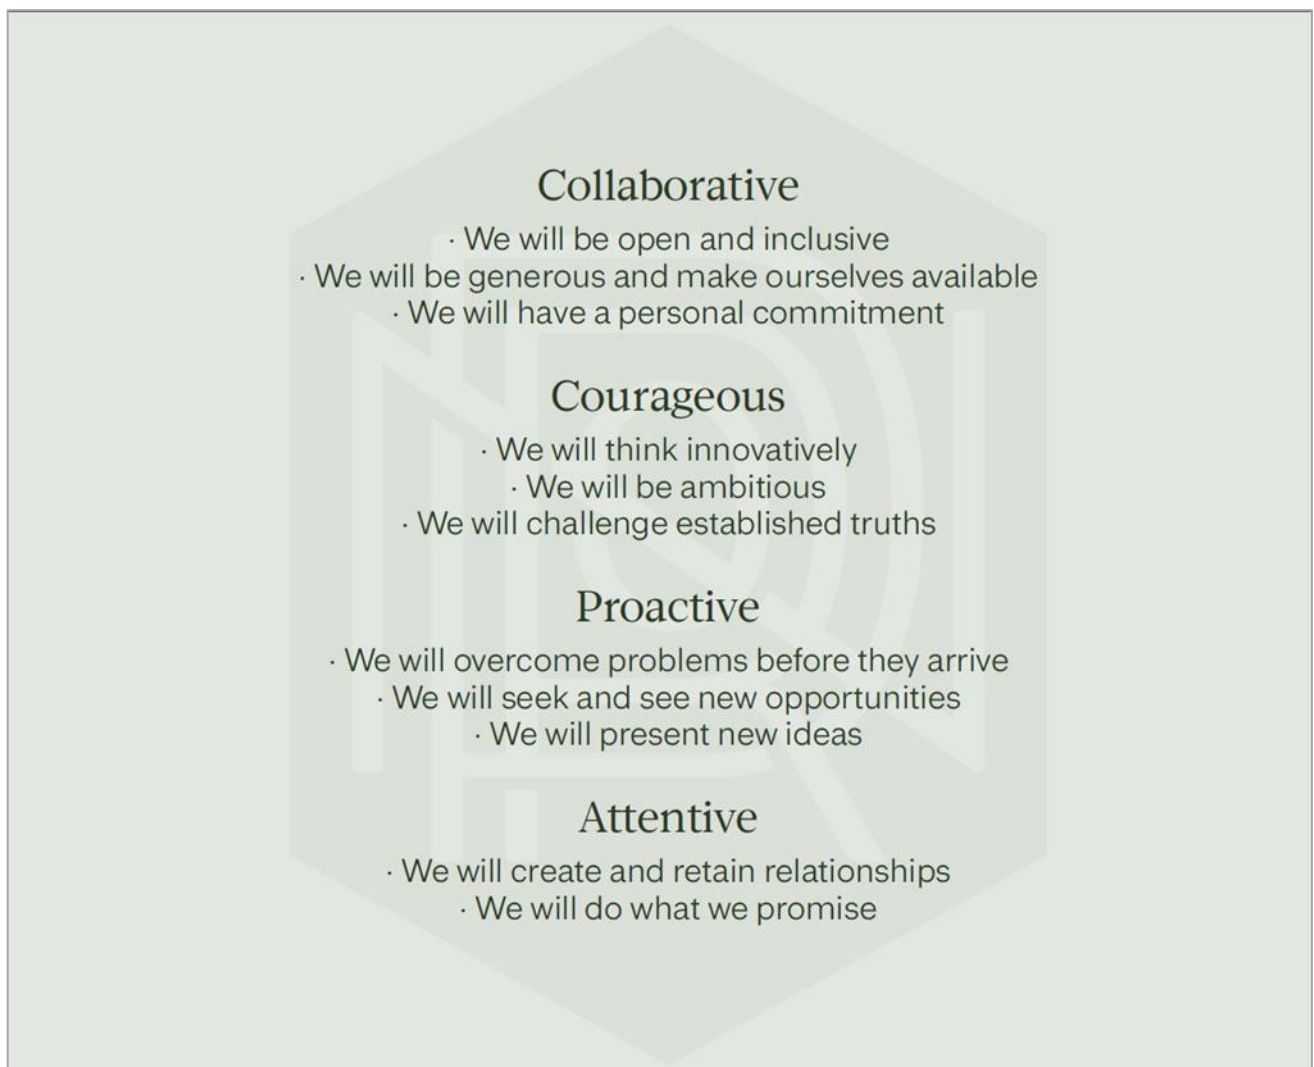 Collaborative
· We will be open and inclusive
· We will be generous and make ourselves available
· We will have a personal commitment
Courageous
· We will think innovatively
· We will be ambitious
· We will challenge established truths
Proactive
· We will overcome problems before they arrive
· We will seek and see new opportunities
· We will present new ideas
Attentive
· We will create and retain relationships
· We will do what we promise